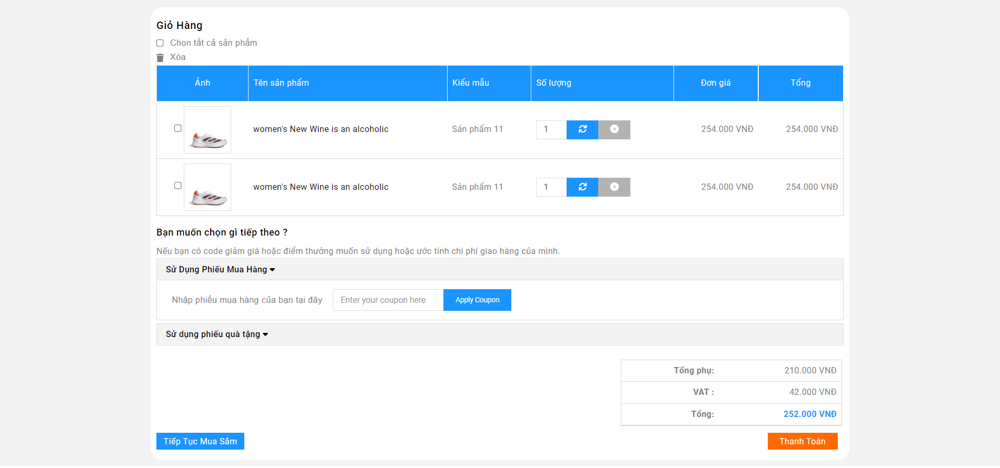 Giỏ Hàng
Chọn tất cả sản phẩm
Xóa
Ảnh Tên sản phẩm Kiểu mẫu Số lượng Đơn giá Tổng
women's New Wine is an alcoholic Sản phẩm 11 1 254.000 VNĐ 254.000 VNĐ
women's New Wine is an alcoholic Sản phẩm 11 1 254.000 VNĐ 254.000 VNĐ
Bạn muốn chọn gì tiếp theo ?
Nếu bạn có code giảm giá hoặc điểm thưởng muốn sử dụng hoặc ước tính chi phí giao hàng của mình.
Sử Dụng Phiếu Mua Hàng
Nhập phiếu mua hàng của bạn tại đây Enter your coupon here Apply Coupon
Sử dụng phiếu quà tặng
Tổng phụ: 210.000 VNĐ
VAT : 42.000 VNĐ
Tổng: 252.000 VNĐ
Tiếp Tục Mua Sắm Thanh Toán